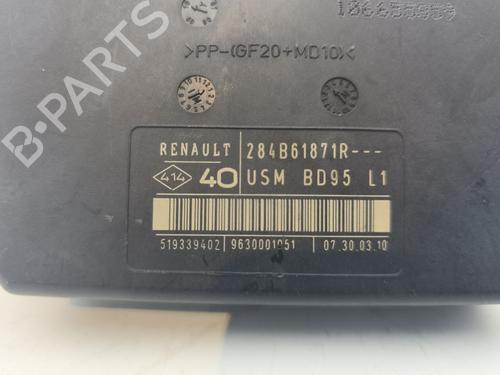 >PP-(GF20+MD10)<
B-PARTS
RENAULT 284B61871R---
414 40 USM BD95 L1
519339402 9630001051 07.30.03.10